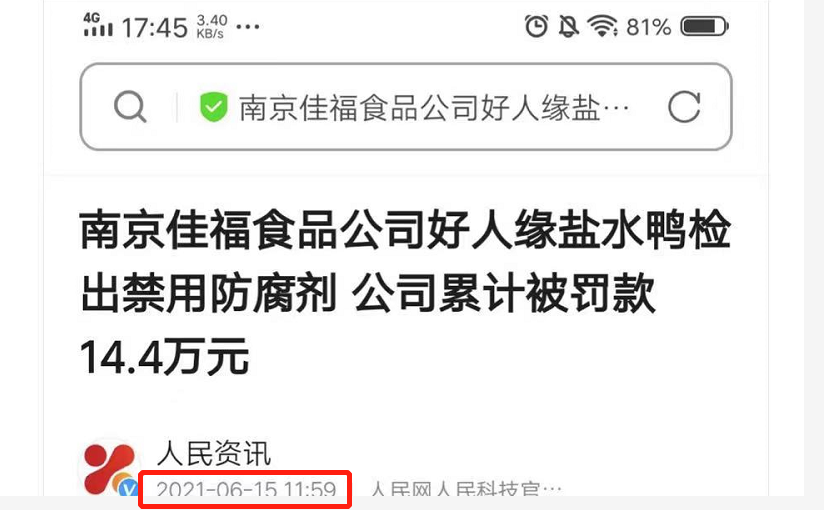 4G 17:45 3.40 KB/s ··· 81%
南京佳福食品公司好人缘盐···
南京佳福食品公司好人缘盐水鸭检
出禁用防腐剂 公司累计被罚款
14.4万元
人民资讯
2021-06-15 11:59 人民网人民科技官···